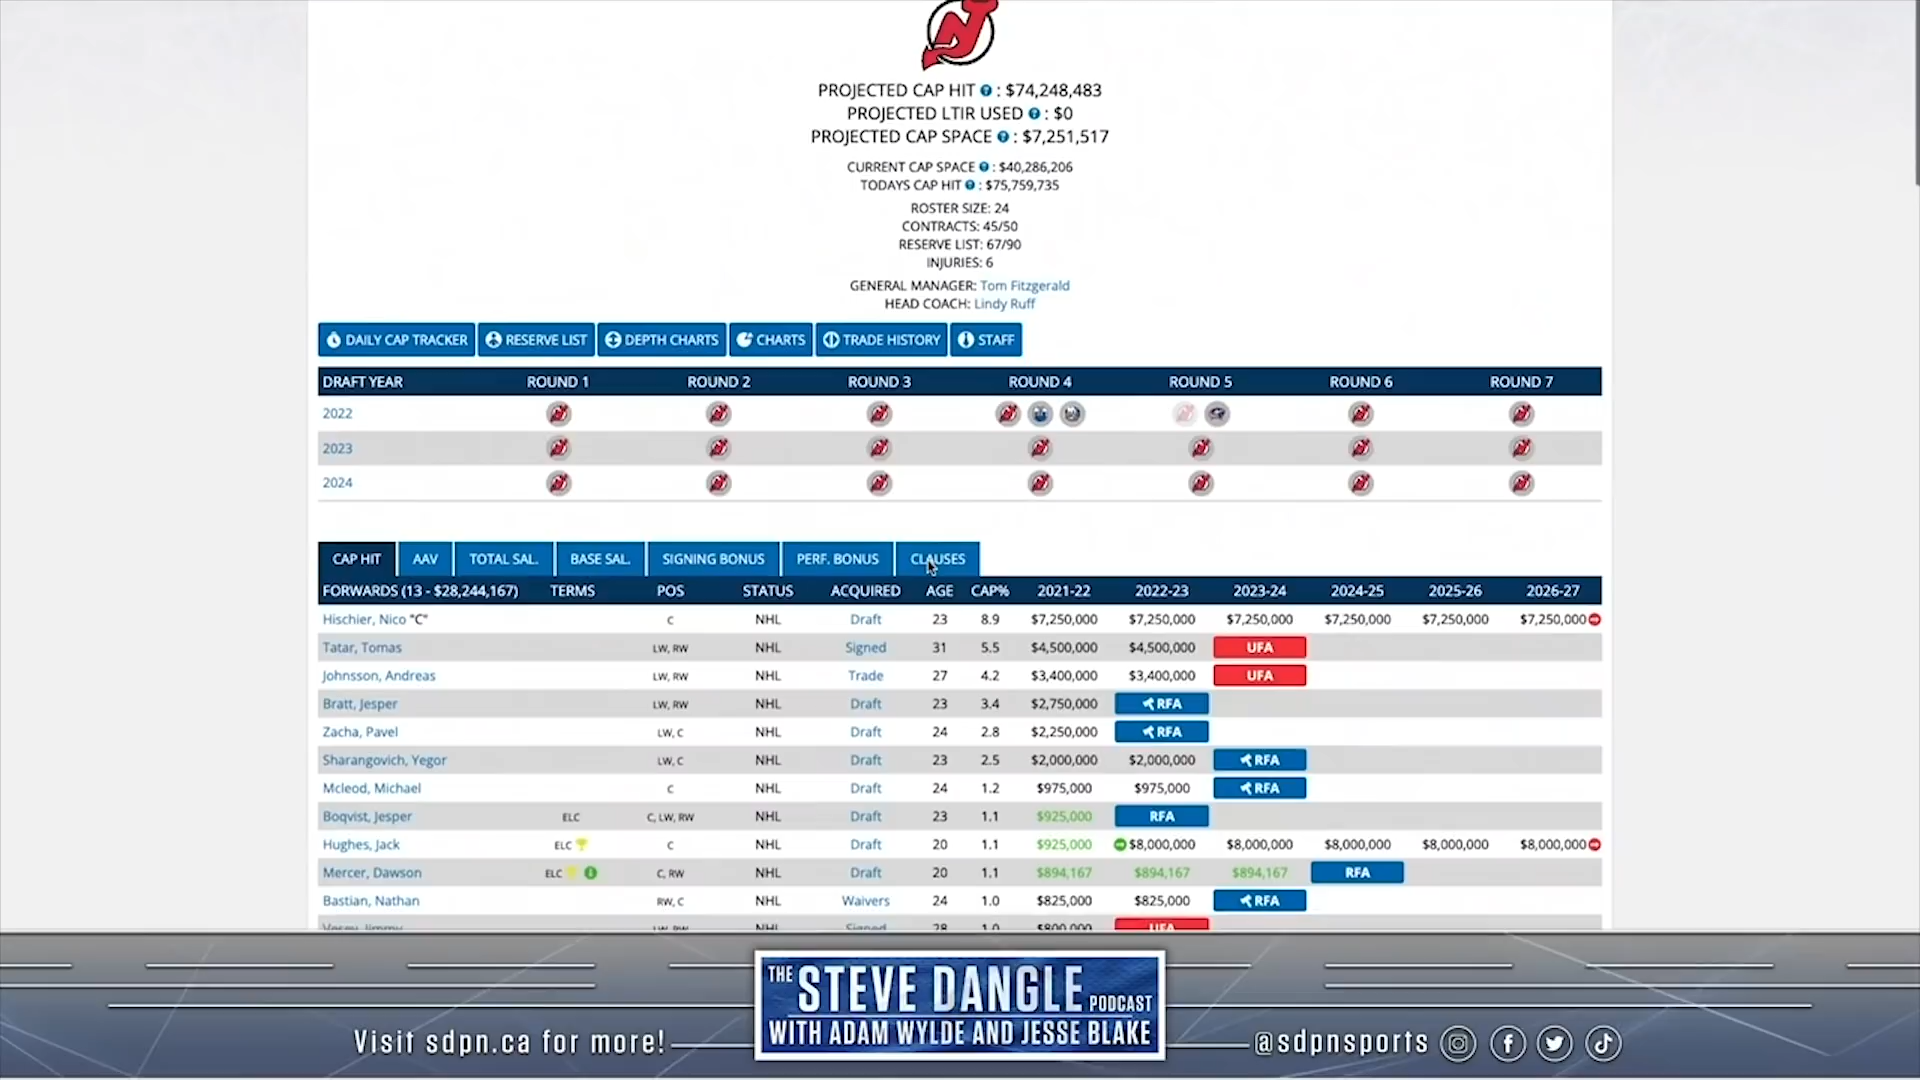 PROJECTED CAP HIT ? : $74,248,483
PROJECTED LTIR USED ? : $0
PROJECTED CAP SPACE ? : $7,251,517
CURRENT CAP SPACE ? : $40,286,206
TODAYS CAP HIT ? : $75,759,735
ROSTER SIZE: 24
CONTRACTS: 45/50
RESERVE LIST: 67/90
INJURIES: 6
GENERAL MANAGER: Tom Fitzgerald
HEAD COACH: Lindy Ruff
DAILY CAP TRACKER RESERVE LIST DEPTH CHARTS CHARTS TRADE HISTORY STAFF
DRAFT YEAR ROUND 1 ROUND 2 ROUND 3 ROUND 4 ROUND 5 ROUND 6 ROUND 7
2022
2023
2024
CAP HIT AAV TOTAL SAL. BASE SAL. SIGNING BONUS PERF. BONUS CLAUSES
FORWARDS (13 - $28,244,167) TERMS POS STATUS ACQUIRED AGE CAP% 2021-22 2022-23 2023-24 2024-25 2025-26 2026-27
Hischier, Nico "C" C NHL Draft 23 8.9 $7,250,000 $7,250,000 $7,250,000 $7,250,000 $7,250,000 $7,250,000
Tatar, Tomas LW, RW NHL Signed 31 5.5 $4,500,000 $4,500,000 UFA
Johnsson, Andreas LW, RW NHL Trade 27 4.2 $3,400,000 $3,400,000 UFA
Bratt, Jesper LW, RW NHL Draft 23 3.4 $2,750,000 RFA
Zacha, Pavel LW, C NHL Draft 24 2.8 $2,250,000 RFA
Sharangovich, Yegor LW, C NHL Draft 23 2.5 $2,000,000 $2,000,000 RFA
Mcleod, Michael C NHL Draft 24 1.2 $975,000 $975,000 RFA
Boqvist, Jesper ELC C, LW, RW NHL Draft 23 1.1 $925,000 RFA
Hughes, Jack ELC C NHL Draft 20 1.1 $925,000 $8,000,000 $8,000,000 $8,000,000 $8,000,000 $8,000,000
Mercer, Dawson ELC C, RW NHL Draft 20 1.1 $894,167 $894,167 $894,167 RFA
Bastian, Nathan RW, C NHL Waivers 24 1.0 $825,000 $825,000 RFA
Vesey, Jimmy LW, RW NHL Signed 28 1.0 $800,000 UFA
THE STEVE DANGLE PODCAST
WITH ADAM WYLDE AND JESSE BLAKE
Visit sdpn.ca for more!
@sdpnsports